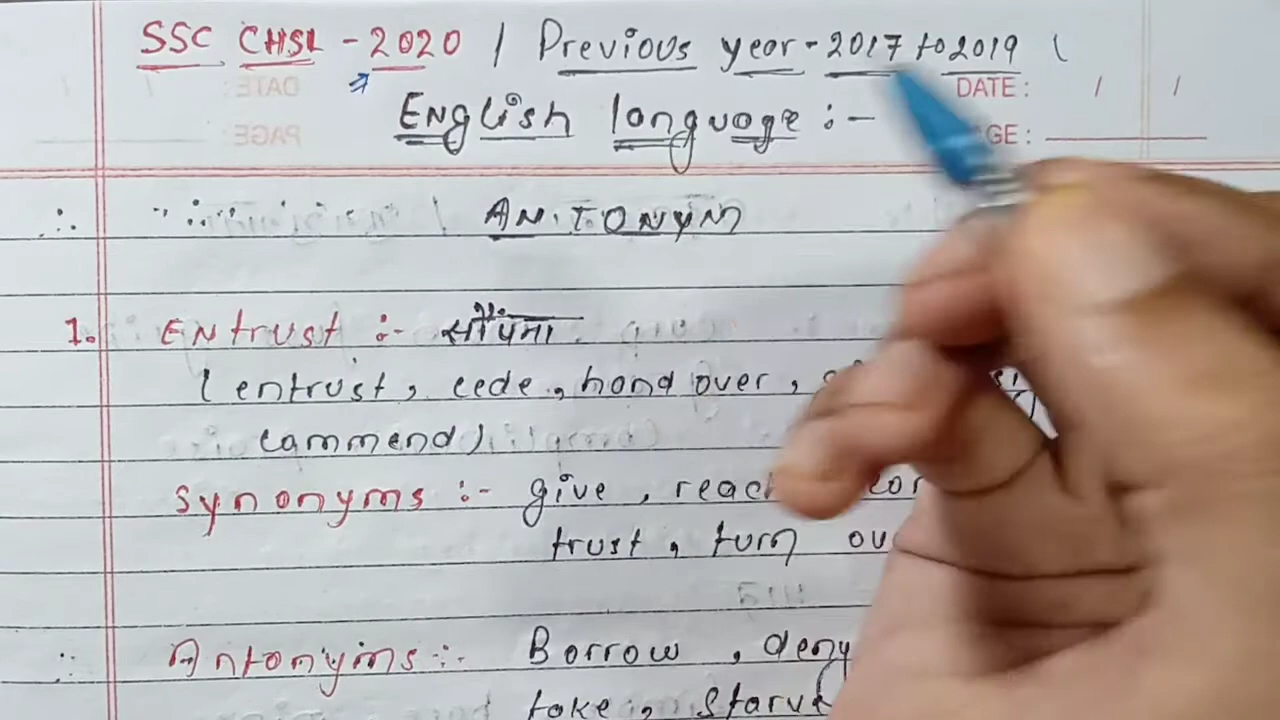 SSC CHSL - 2020 / Previous year - 2017 to 2019 (
DATE: / /
English language :-
ANTONYM
1. Entrust :- सौंपना
(entrust, cede, hand over,
cammend)
Synonyms :- give, reach
trust, turn
Antonyms :- Borrow, deny
take, starve